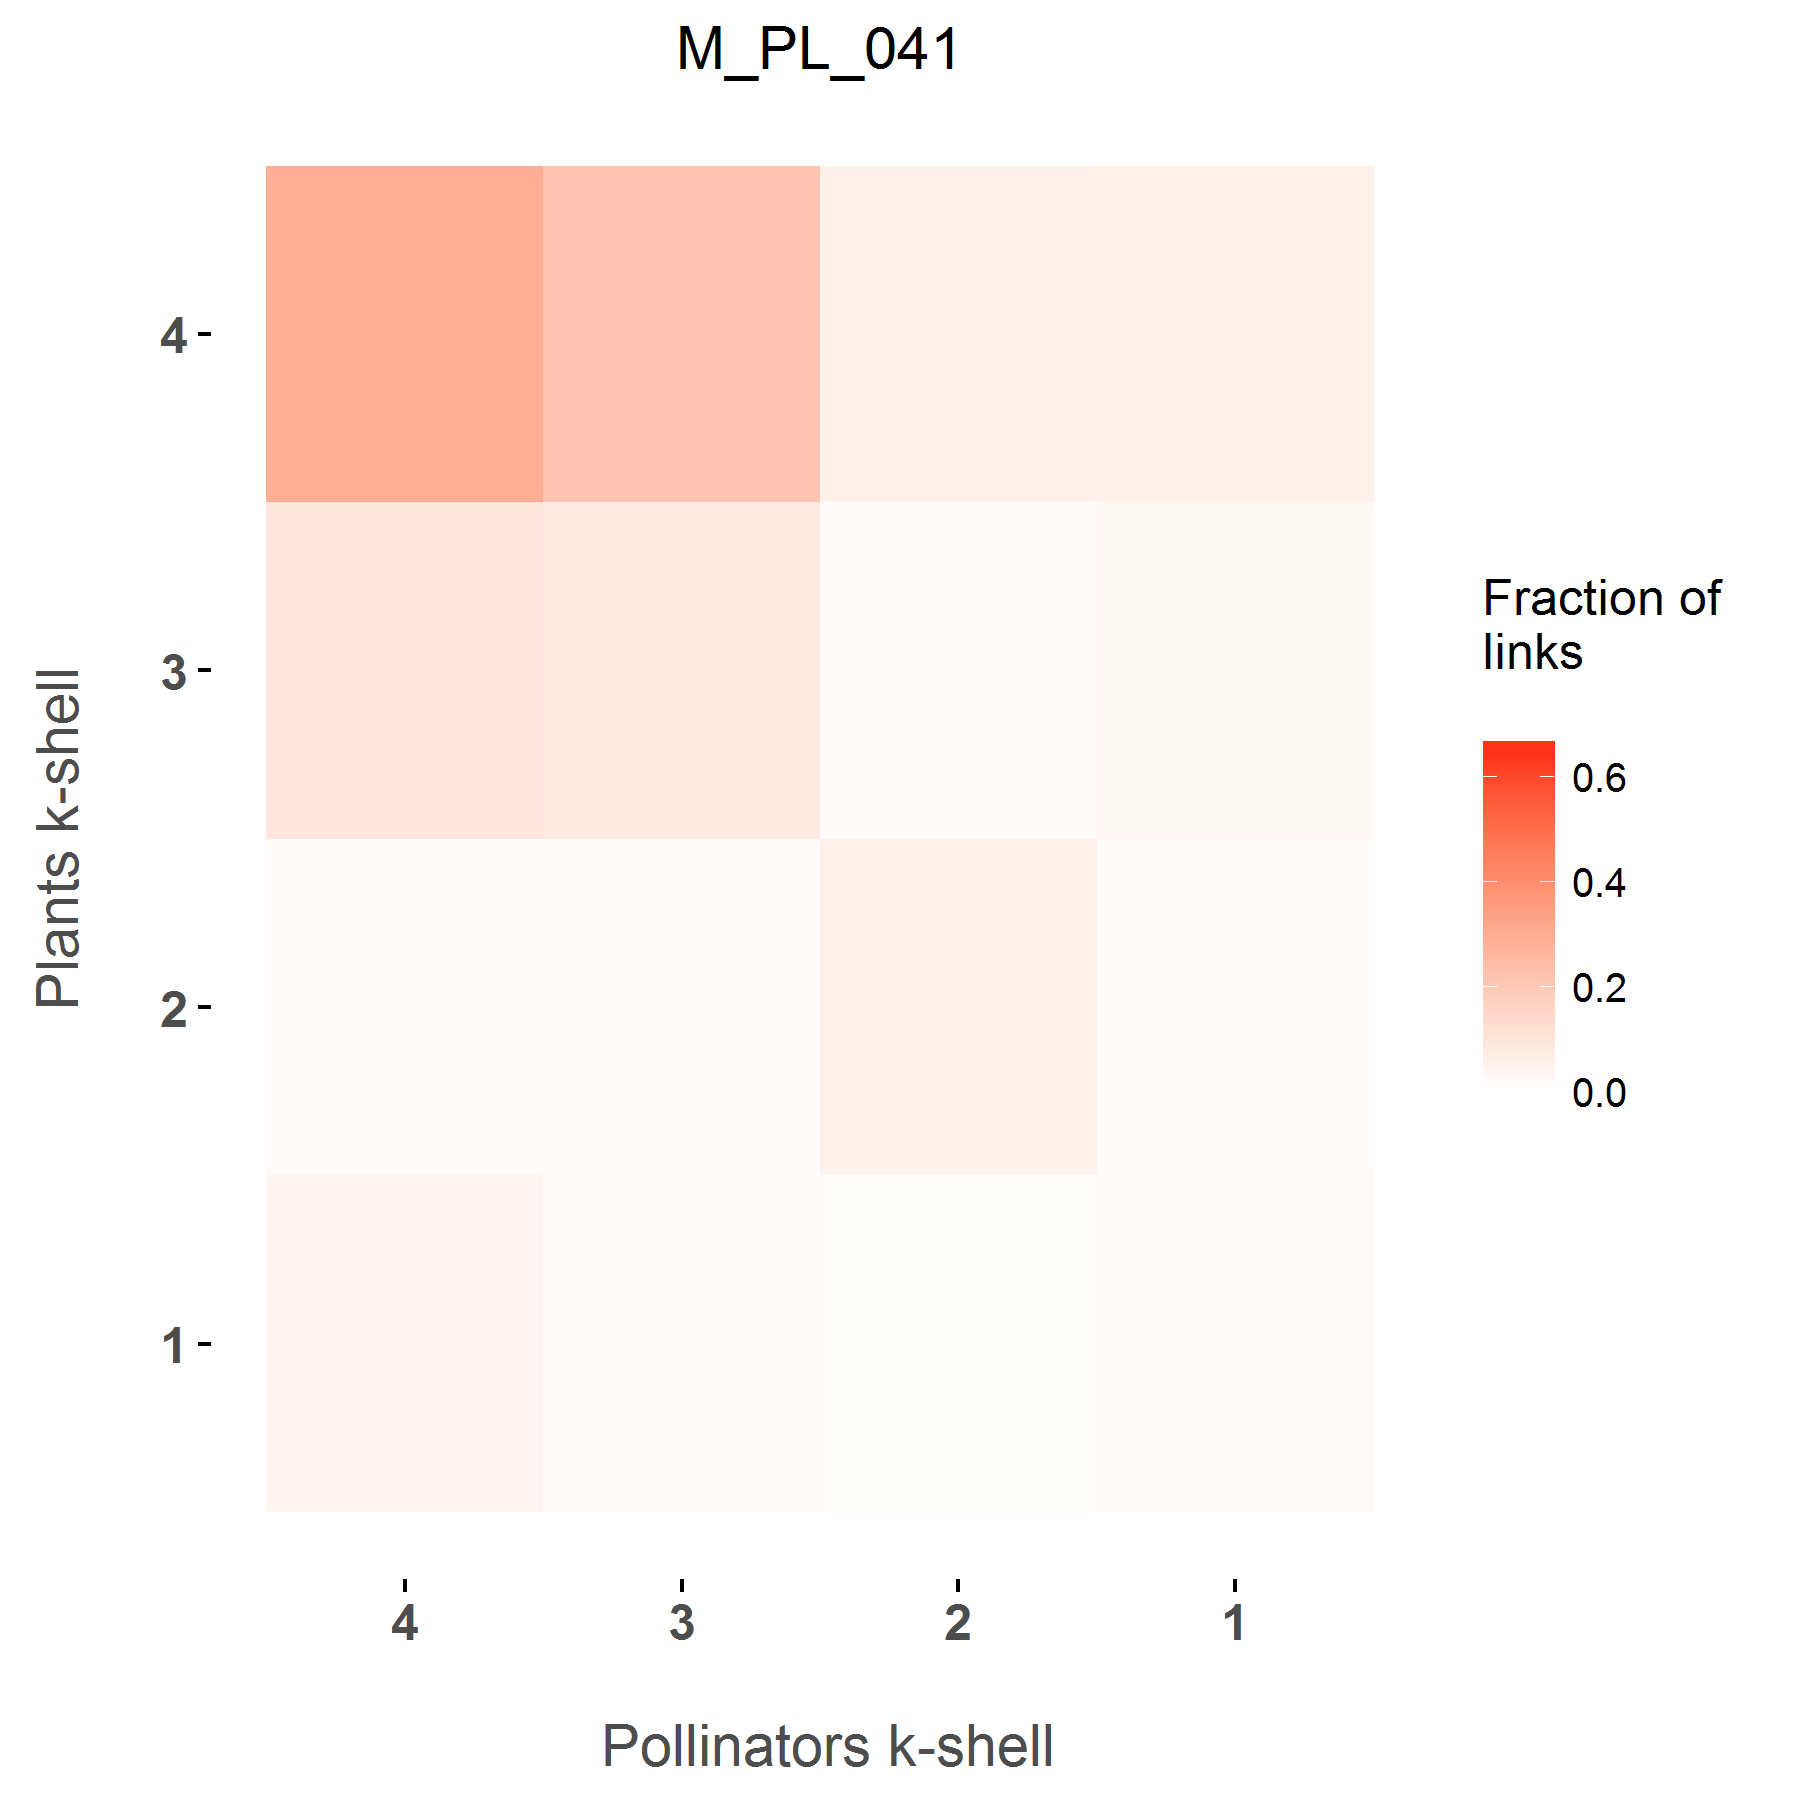 M_PL_041
Plants k-shell
4
3
2
1
4 3 2 1
Pollinators k-shell
Fraction of
links
0.6
0.4
0.2
0.0